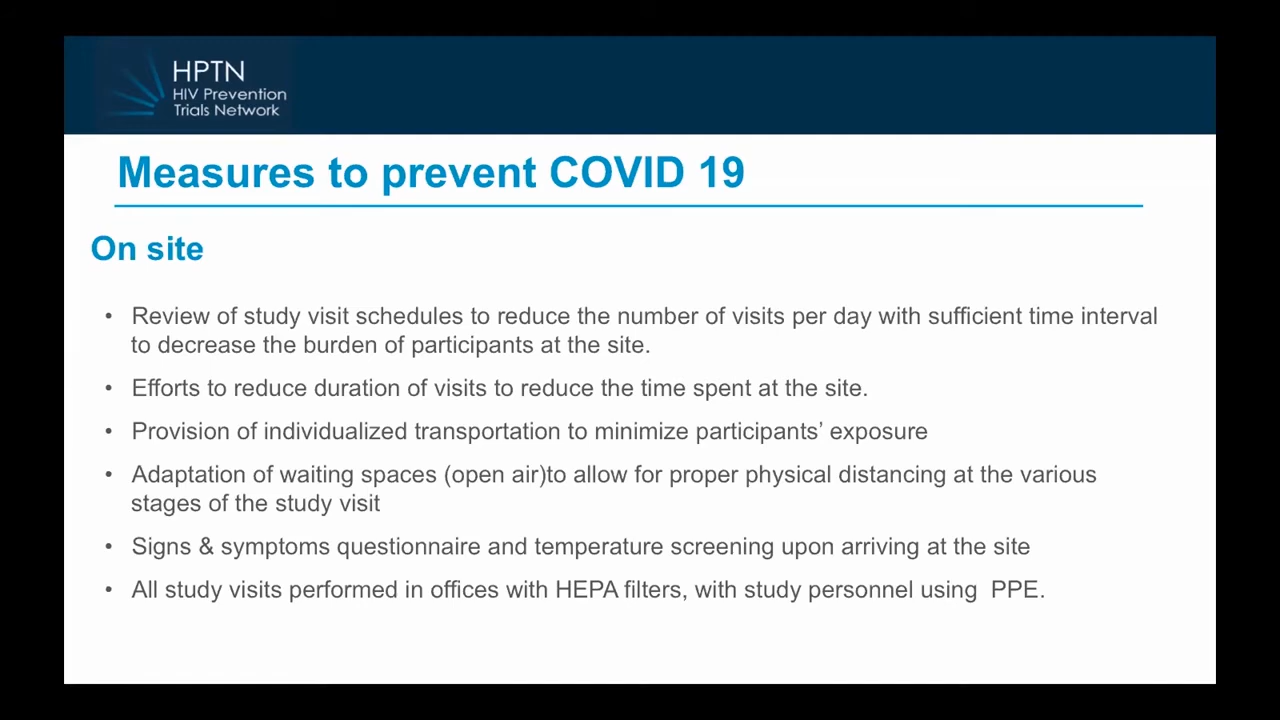 HPTN
HIV Prevention
Trials Network
Measures to prevent COVID 19
On site
• Review of study visit schedules to reduce the number of visits per day with sufficient time interval
to decrease the burden of participants at the site.
• Efforts to reduce duration of visits to reduce the time spent at the site.
• Provision of individualized transportation to minimize participants’ exposure
• Adaptation of waiting spaces (open air)to allow for proper physical distancing at the various
stages of the study visit
• Signs & symptoms questionnaire and temperature screening upon arriving at the site
• All study visits performed in offices with HEPA filters, with study personnel using  PPE.